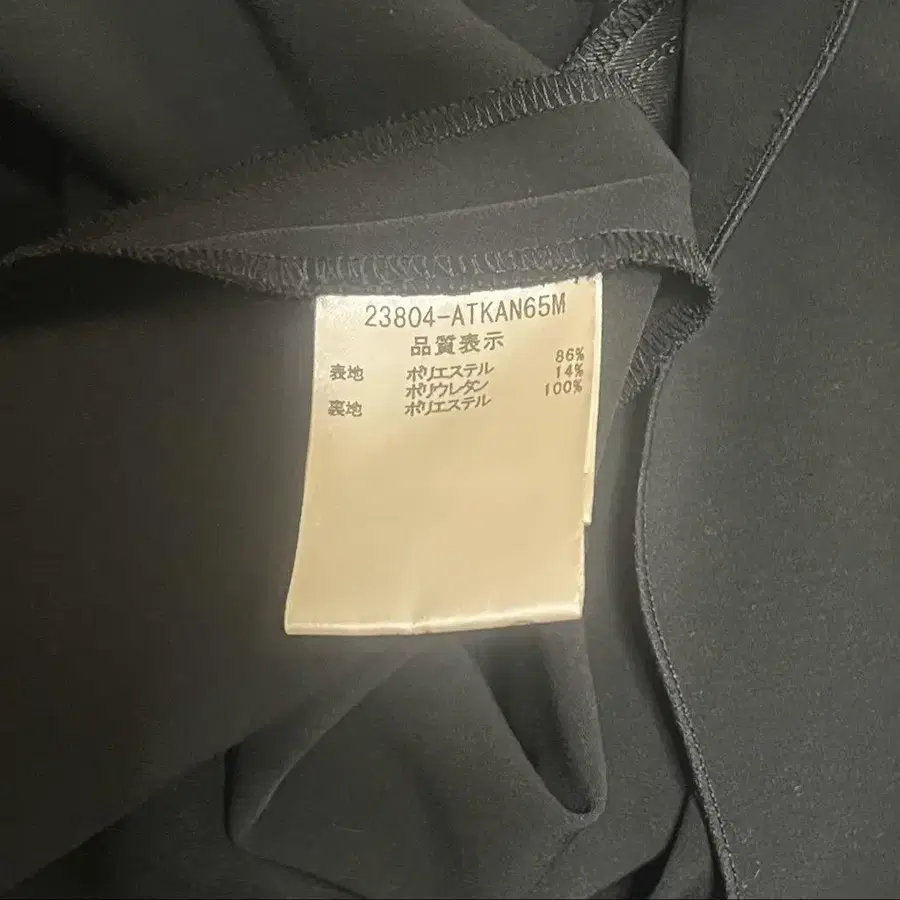 23804-ATKAN65M
品質表示
表地 ポリエステル 86%
ポリウレタン 14%
裏地 ポリエステル 100%